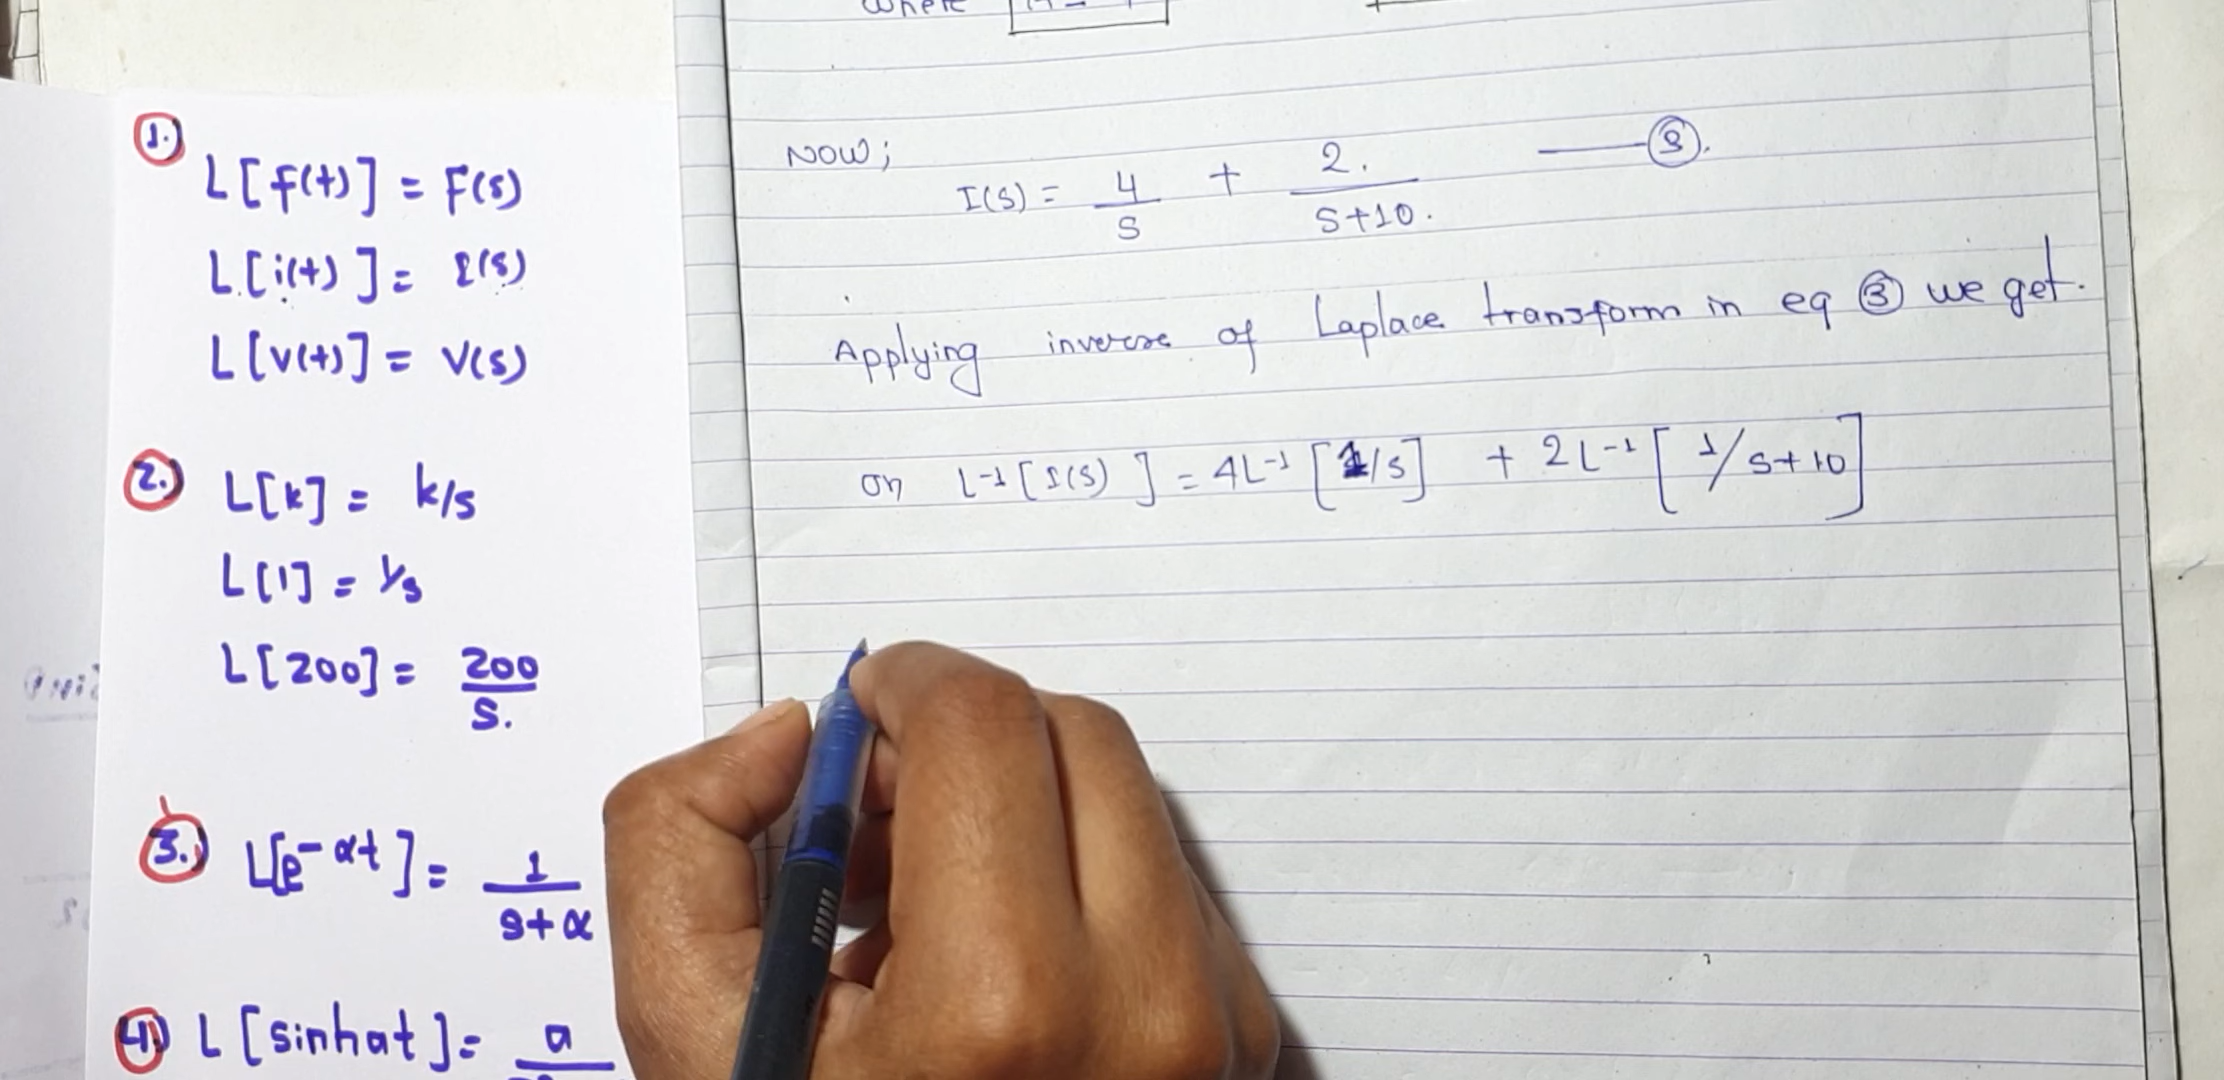 1.)
L[f(t)] = F(s)
L[i(t)] = I(s)
L[v(t)] = V(s)
2.) L[k] = k/s
L[1] = 1/s
L[200] = 200/s.
3.) L[e^-αt] = 1/s+α
4.) L[sinhat] = a
where
Now;
I(s) = 4/s + 2./s+10. ③.
Applying inverse of Laplace transform in eq ③ we get.
or L-1[I(s)] = 4L-1[1/s] + 2L-1[1/s+10]